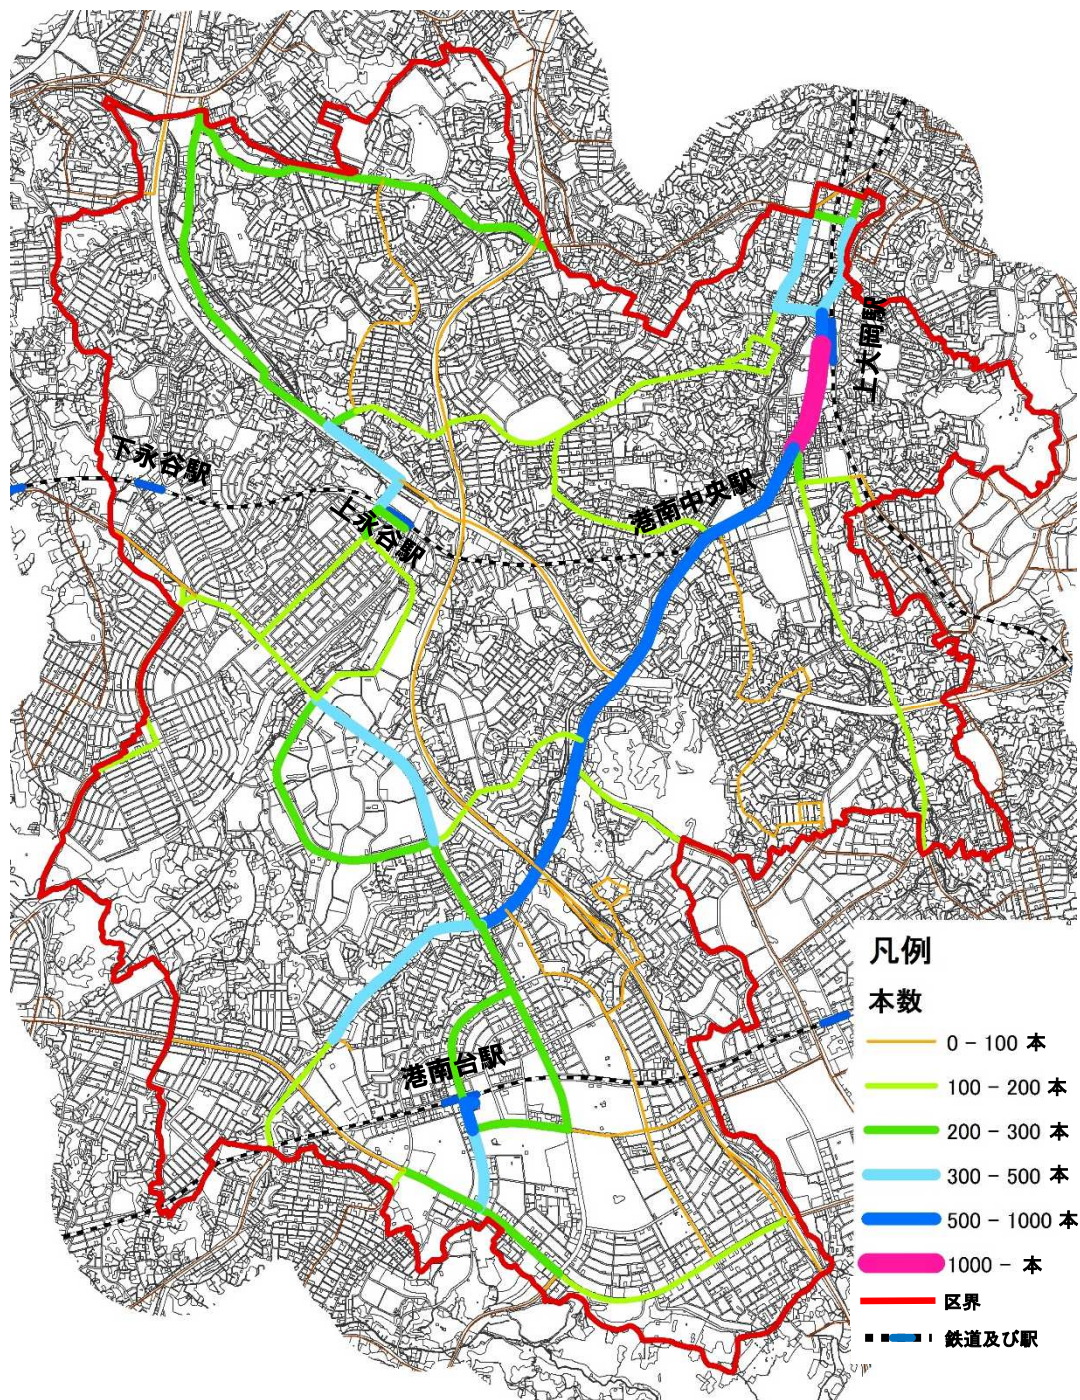 上大岡駅
下永谷駅
上永谷駅
港南中央駅
港南台駅
凡例
本数
0 - 100 本
100 - 200 本
200 - 300 本
300 - 500 本
500 - 1000 本
1000 - 本
区界
鉄道及び駅